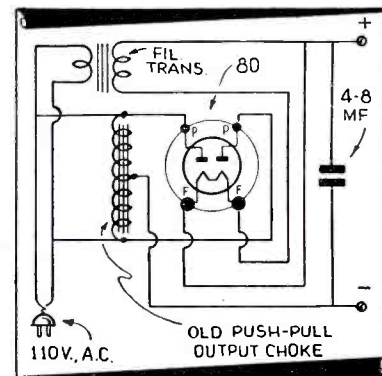 +
FIL
TRANS.
80
P P
4-8
MF
F F
-
110V., A.C.
OLD PUSH-PULL
OUTPUT CHOKE